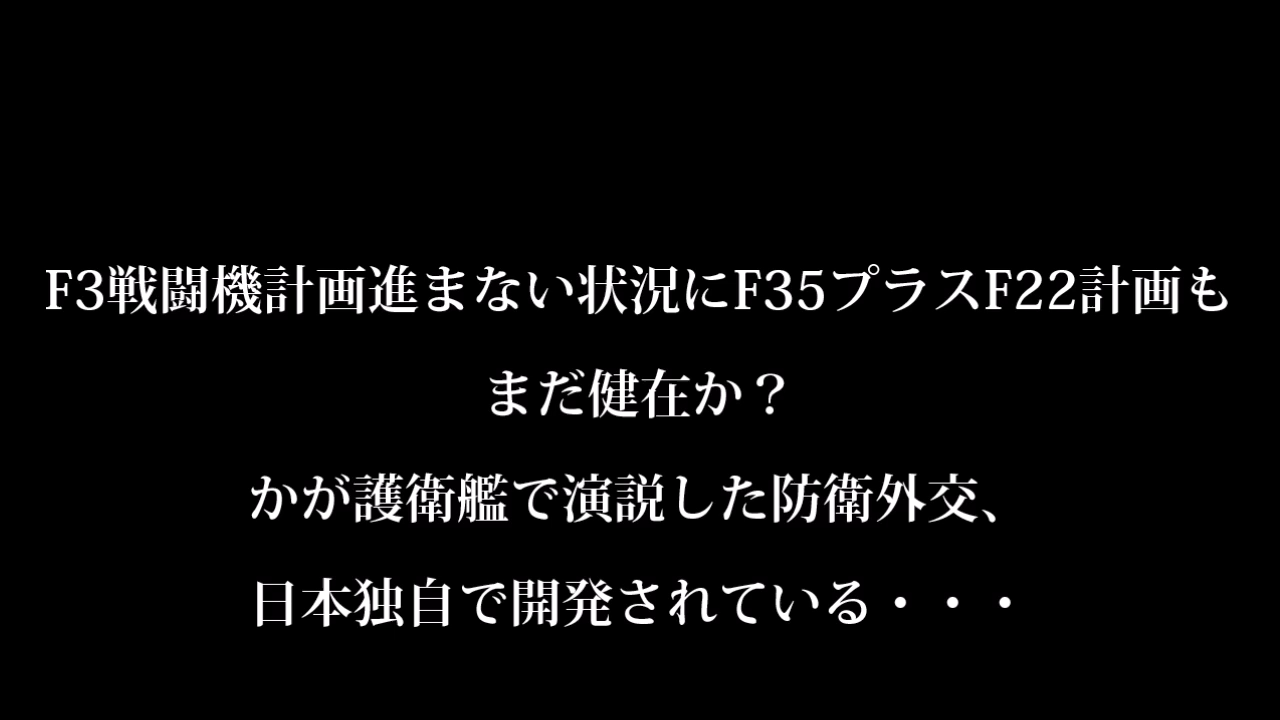 F3戦闘機計画進まない状況にF35プラスF22計画も
まだ健在か？
かが護衛艦で演説した防衛外交、
日本独自で開発されている・・・